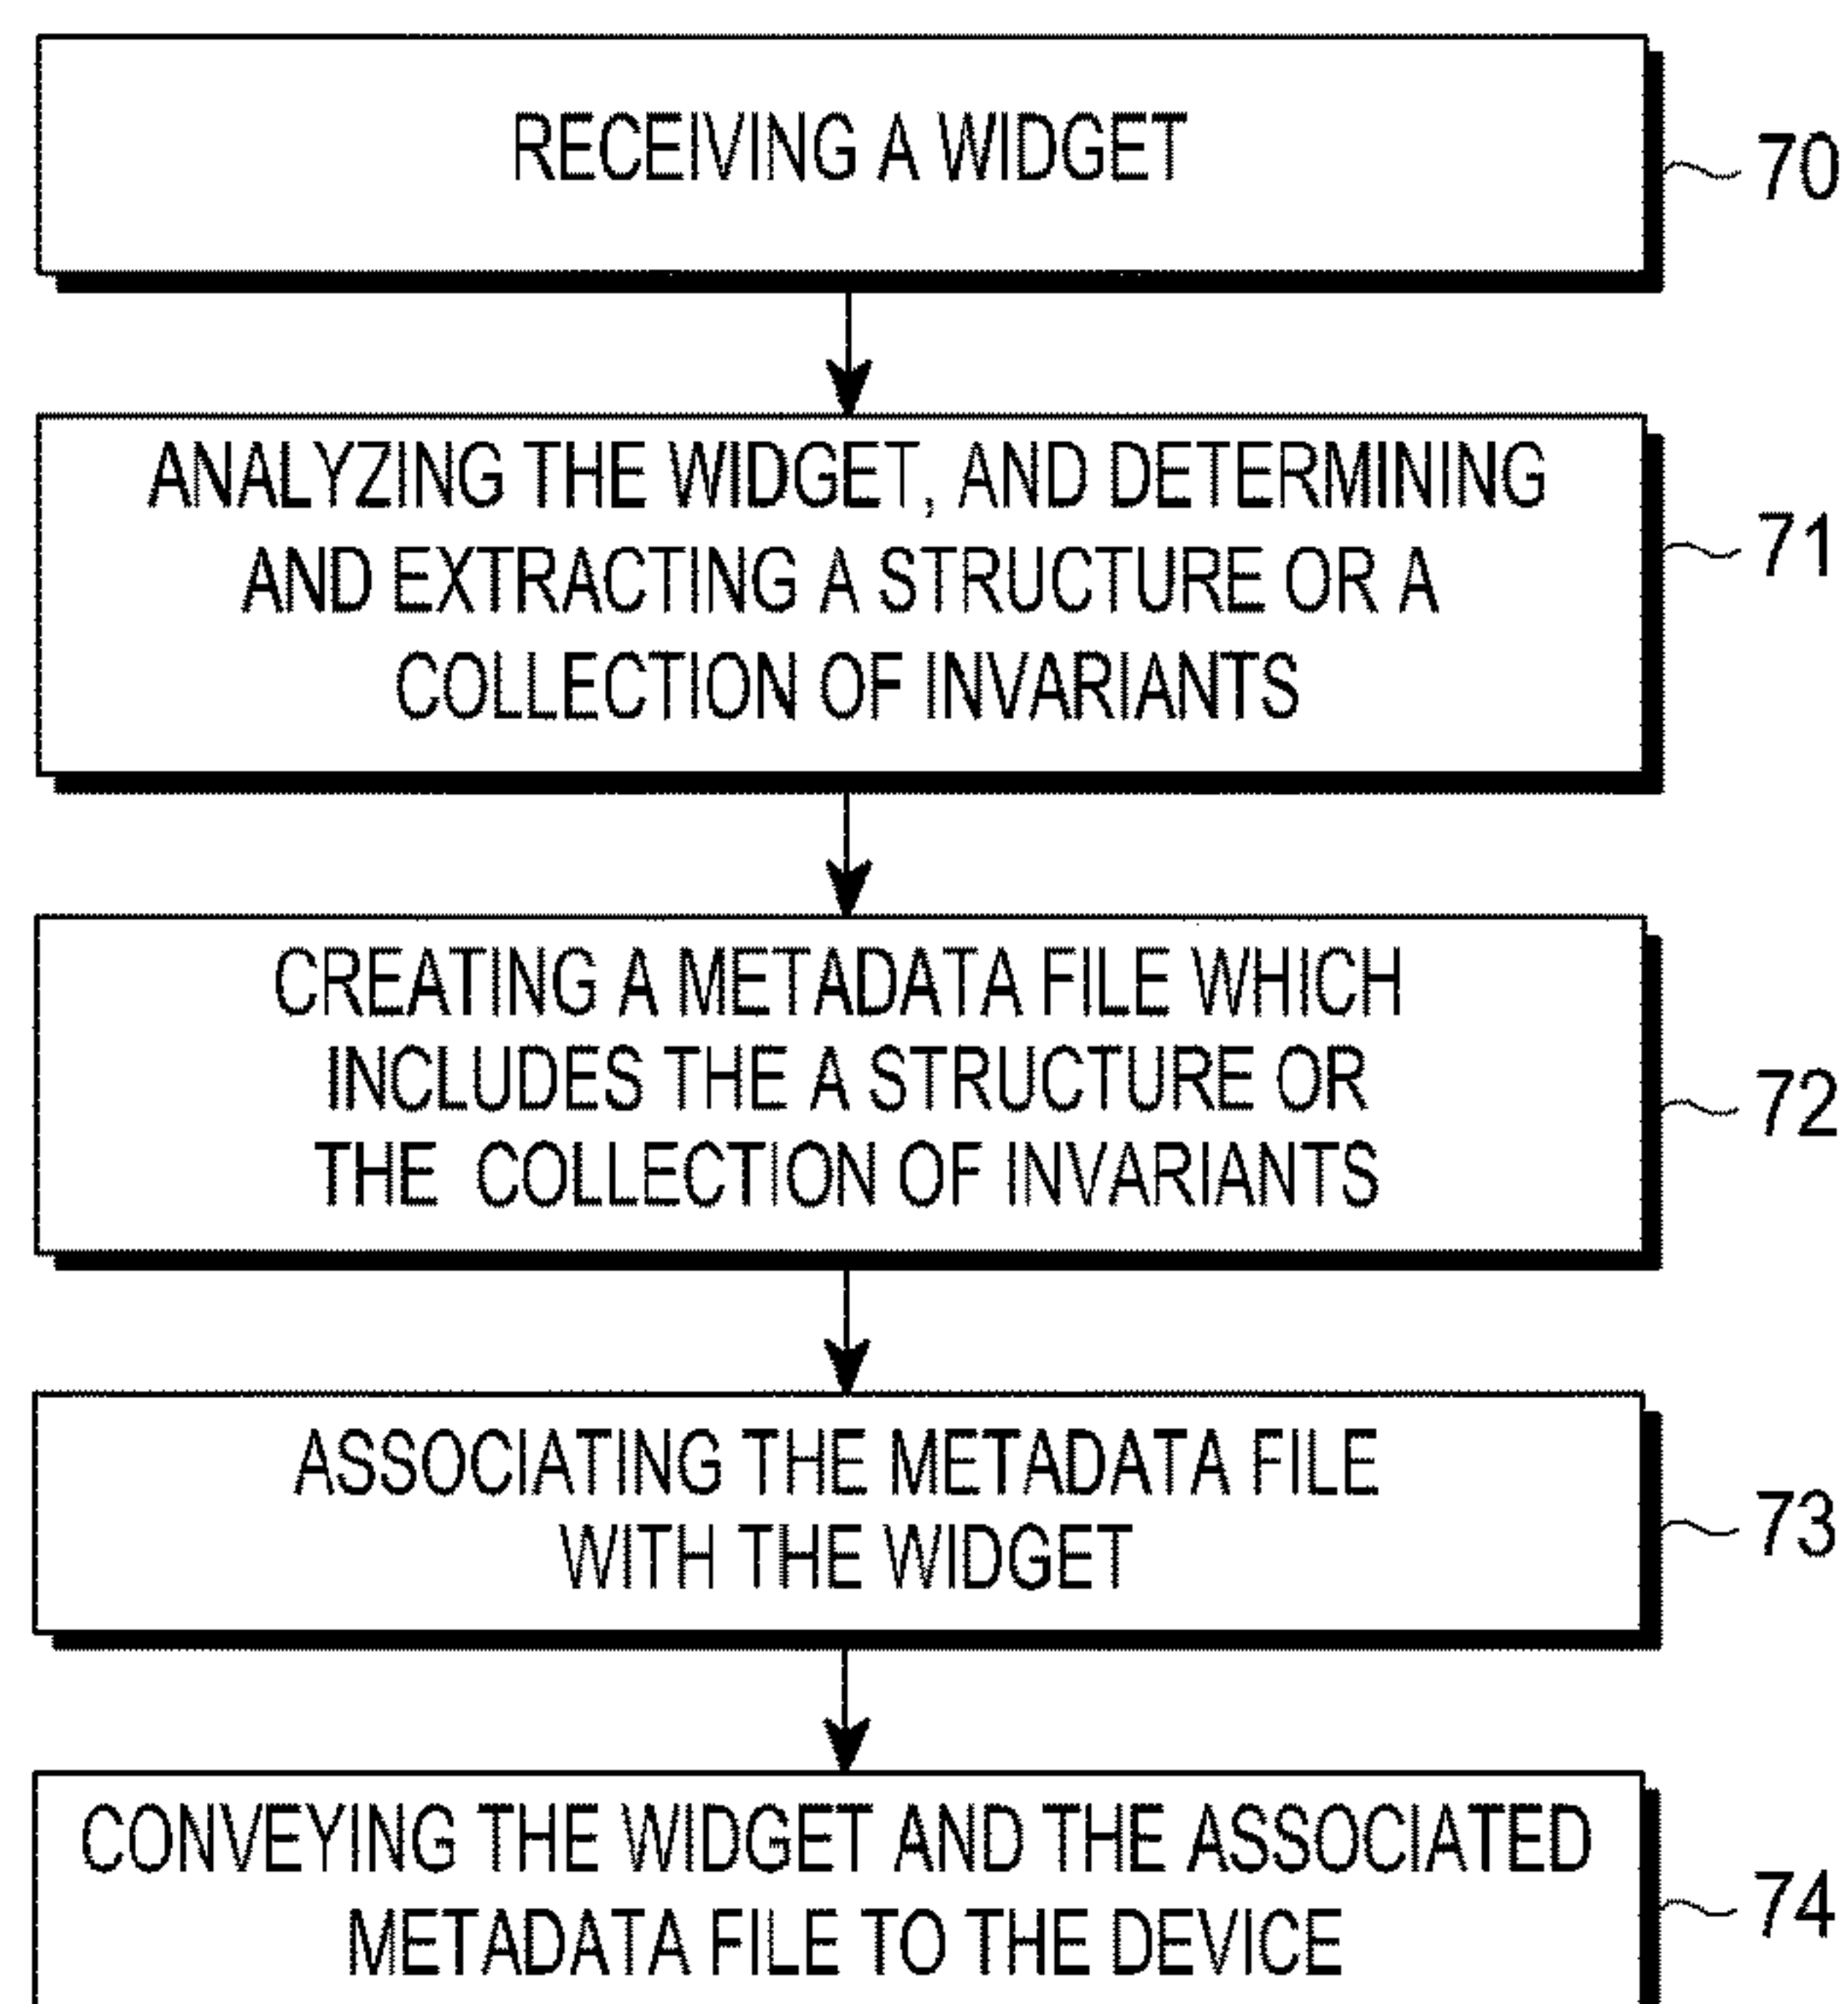 RECEIVING A WIDGET
70
ANALYZING THE WIDGET, AND DETERMINING
AND EXTRACTING A STRUCTURE OR A
COLLECTION OF INVARIANTS
71
CREATING A METADATA FILE WHICH
INCLUDES THE A STRUCTURE OR
THE COLLECTION OF INVARIANTS
72
ASSOCIATING THE METADATA FILE
WITH THE WIDGET
73
CONVEYING THE WIDGET AND THE ASSOCIATED
METADATA FILE TO THE DEVICE
74